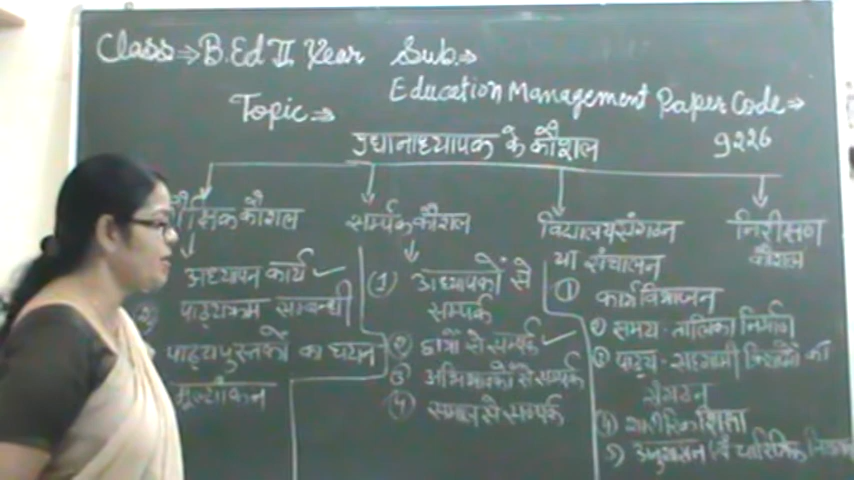 Class⇒ B.Ed II Year Sub.⇒
Education Management Paper Code⇒
Topic⇒
प्रधानाध्यापक के कौशल 9226
कौशल
सम्पर्क कौशल
विद्यालय संगठन
या संचालन
निरीक्षण
कौशल
अध्यापन कार्य ✓
पाठ्यक्रम सम्बन्धी
पाठ्यपुस्तकों का चयन
मूल्यांकन
(1) अध्यापकों से
सम्पर्क
② छात्रों से सम्पर्क ✓
③ अभिभावकों से सम्पर्क
④ समाज से सम्पर्क
① कार्य विभाजन
② समय-तालिका निर्माण
③ पाठ्य-सहगामी क्रियाओं का
संगठन
④ शारीरिक शिक्षा
5) अनुशासन